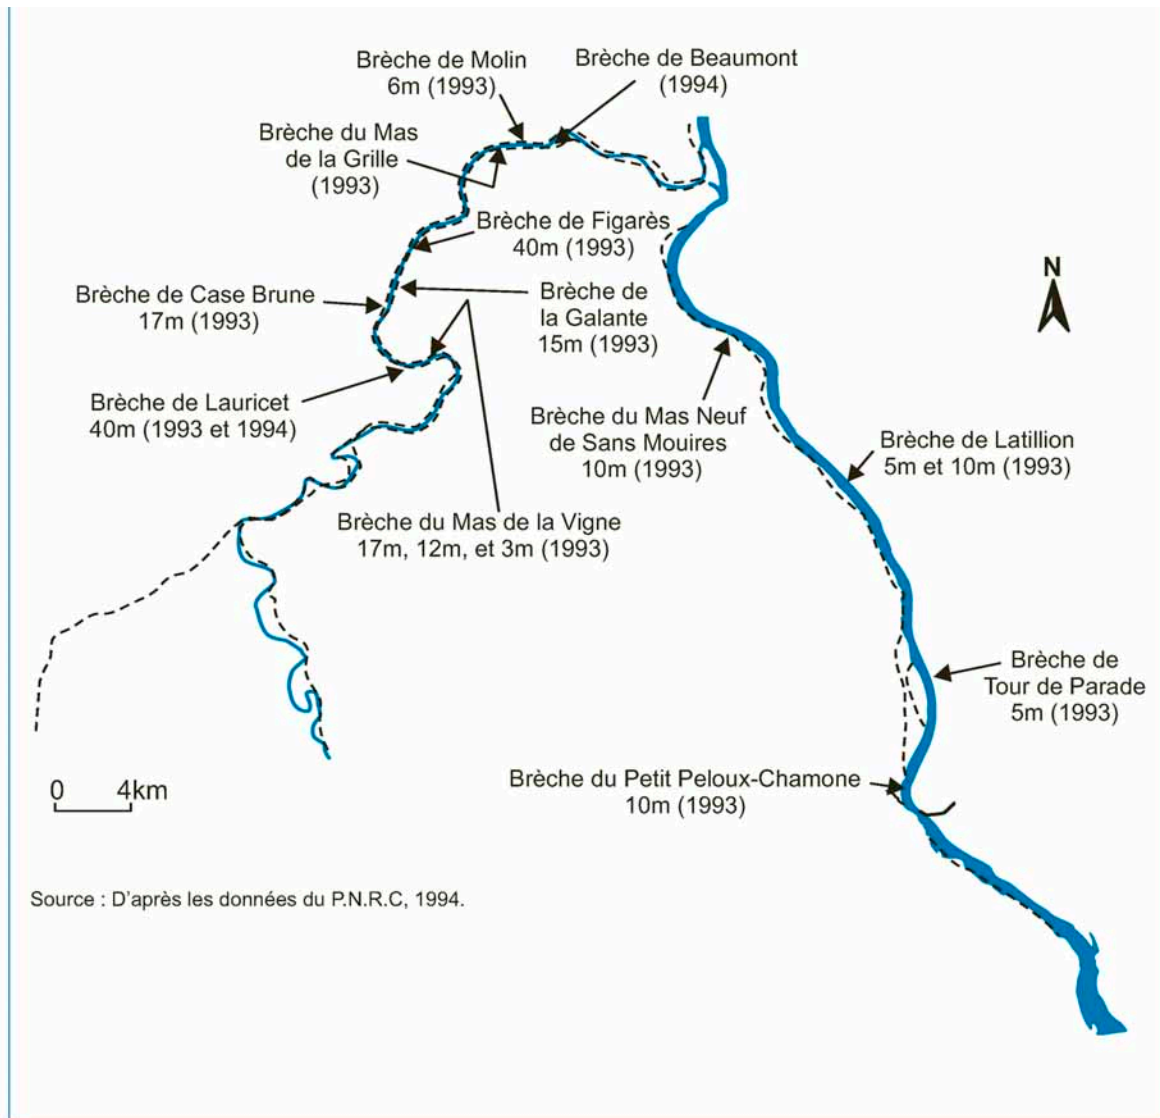 Brèche de Molin
6m (1993)
Brèche de Beaumont
(1994)
Brèche du Mas
de la Grille
(1993)
Brèche de Figarès
40m (1993)
N
Brèche de Case Brune
17m (1993)
Brèche de
la Galante
15m (1993)
Brèche de Lauricet
40m (1993 et 1994)
Brèche du Mas Neuf
de Sans Mouires
10m (1993)
Brèche de Latillion
5m et 10m (1993)
Brèche du Mas de la Vigne
17m, 12m, et 3m (1993)
Brèche de
Tour de Parade
5m (1993)
Brèche du Petit Peloux-Chamone
10m (1993)
0 4km
Source : D'après les données du P.N.R.C, 1994.